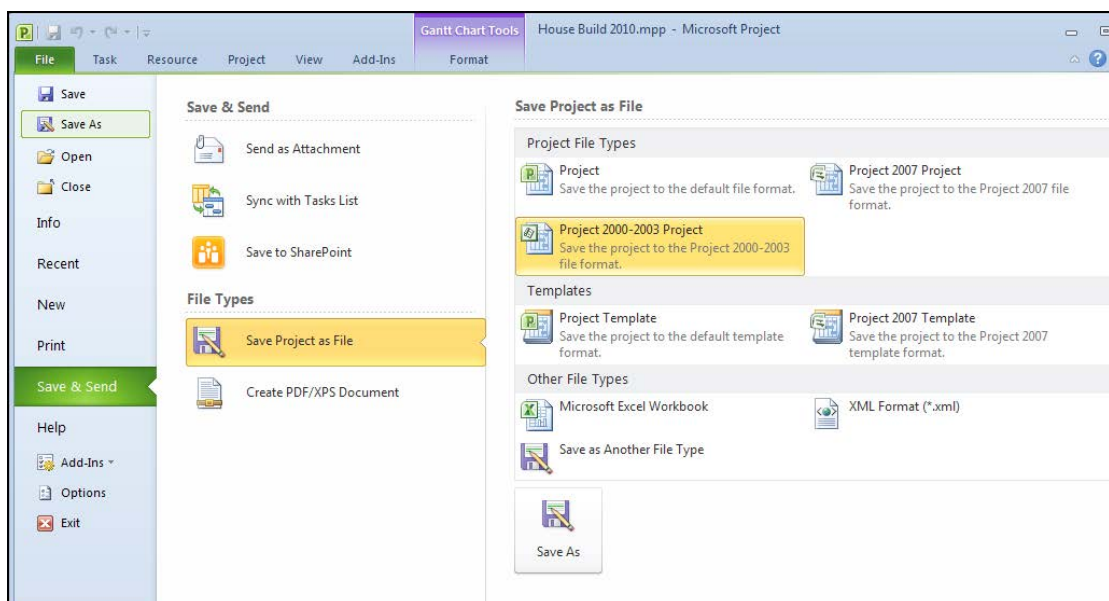 Gantt Chart Tools
House Build 2010.mpp - Microsoft Project
File
Task
Resource
Project
View
Add-Ins
Format
Save
Save As
Open
Close
Info
Recent
New
Print
Save & Send
Help
Add-Ins
Options
Exit
Save & Send
Send as Attachment
Sync with Tasks List
Save to SharePoint
File Types
Save Project as File
Create PDF/XPS Document
Save Project as File
Project File Types
Project
Save the project to the default file format.
Project 2007 Project
Save the project to the Project 2007 file
format.
Project 2000-2003 Project
Save the project to the Project 2000-2003
file format.
Templates
Project Template
Save the project to the default template
format.
Project 2007 Template
Save the project to the Project 2007
template format.
Other File Types
Microsoft Excel Workbook
XML Format (*.xml)
Save as Another File Type
Save As